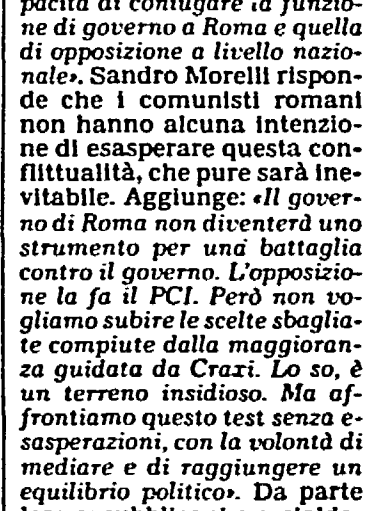 pacità di coniugare la funzio-
ne di governo a Roma e quella
di opposizione a livello nazio-
nale». Sandro Morelli rispon-
de che i comunisti romani
non hanno alcuna intenzio-
ne di esasperare questa con-
flittualità, che pure sarà ine-
vitabile. Aggiunge: «Il gover-
no di Roma non diventerà uno
strumento per una battaglia
contro il governo. L'opposizio-
ne la fa il PCI. Però non vo-
gliamo subire le scelte sbaglia-
te compiute dalla maggioran-
za guidata da Craxi. Lo so, è
un terreno insidioso. Ma af-
frontiamo questo test senza e-
sasperazioni, con la volontà di
mediare e di raggiungere un
equilibrio politico». Da parte